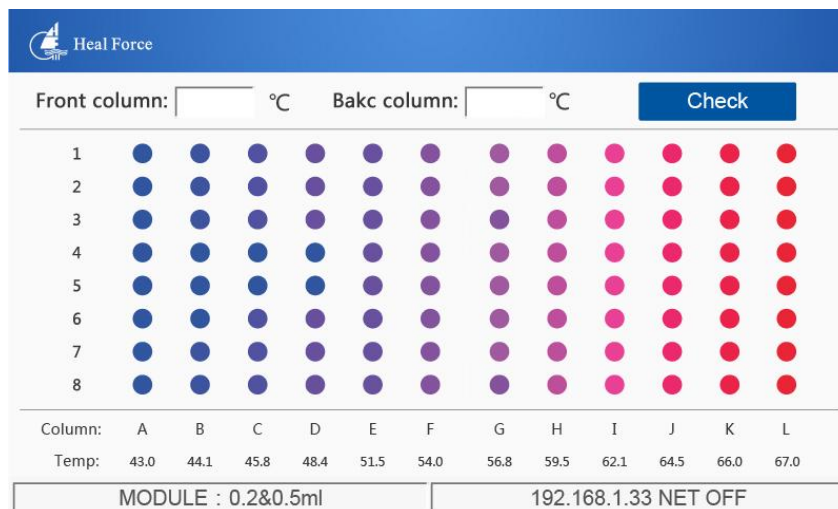 Heal Force
Front column: °C Bakc column: °C Check
1
2
3
4
5
6
7
8
Column: A B C D E F G H I J K L
Temp: 43.0 44.1 45.8 48.4 51.5 54.0 56.8 59.5 62.1 64.5 66.0 67.0
MODULE : 0.2&0.5ml 192.168.1.33 NET OFF